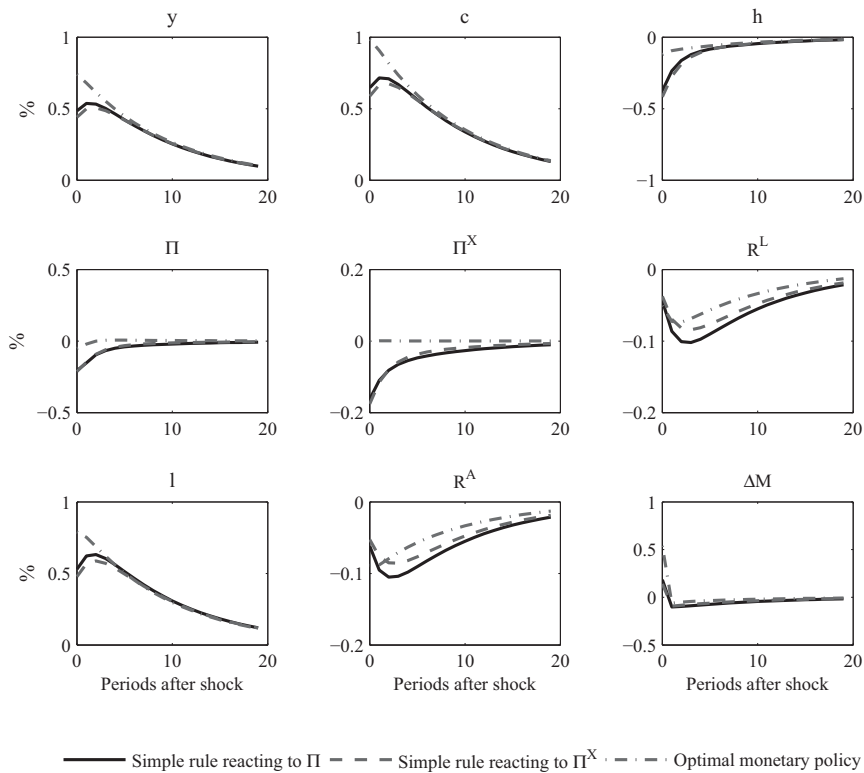 y c h
1 1 0
% 0.5 0.5 −0.5
0 0 −1
0 10 20 0 10 20 0 10 20
Π Π^X R^L
0.5 0.2 0
% 0 0 −0.1
−0.5 −0.2 −0.2
0 10 20 0 10 20 0 10 20
l R^A ΔM
1 0 1
0.5
% 0.5 −0.1 0
0 −0.2 −0.5
0 10 20 0 10 20 0 10 20
Periods after shock Periods after shock Periods after shock
Simple rule reacting to Π Simple rule reacting to Π^X Optimal monetary policy